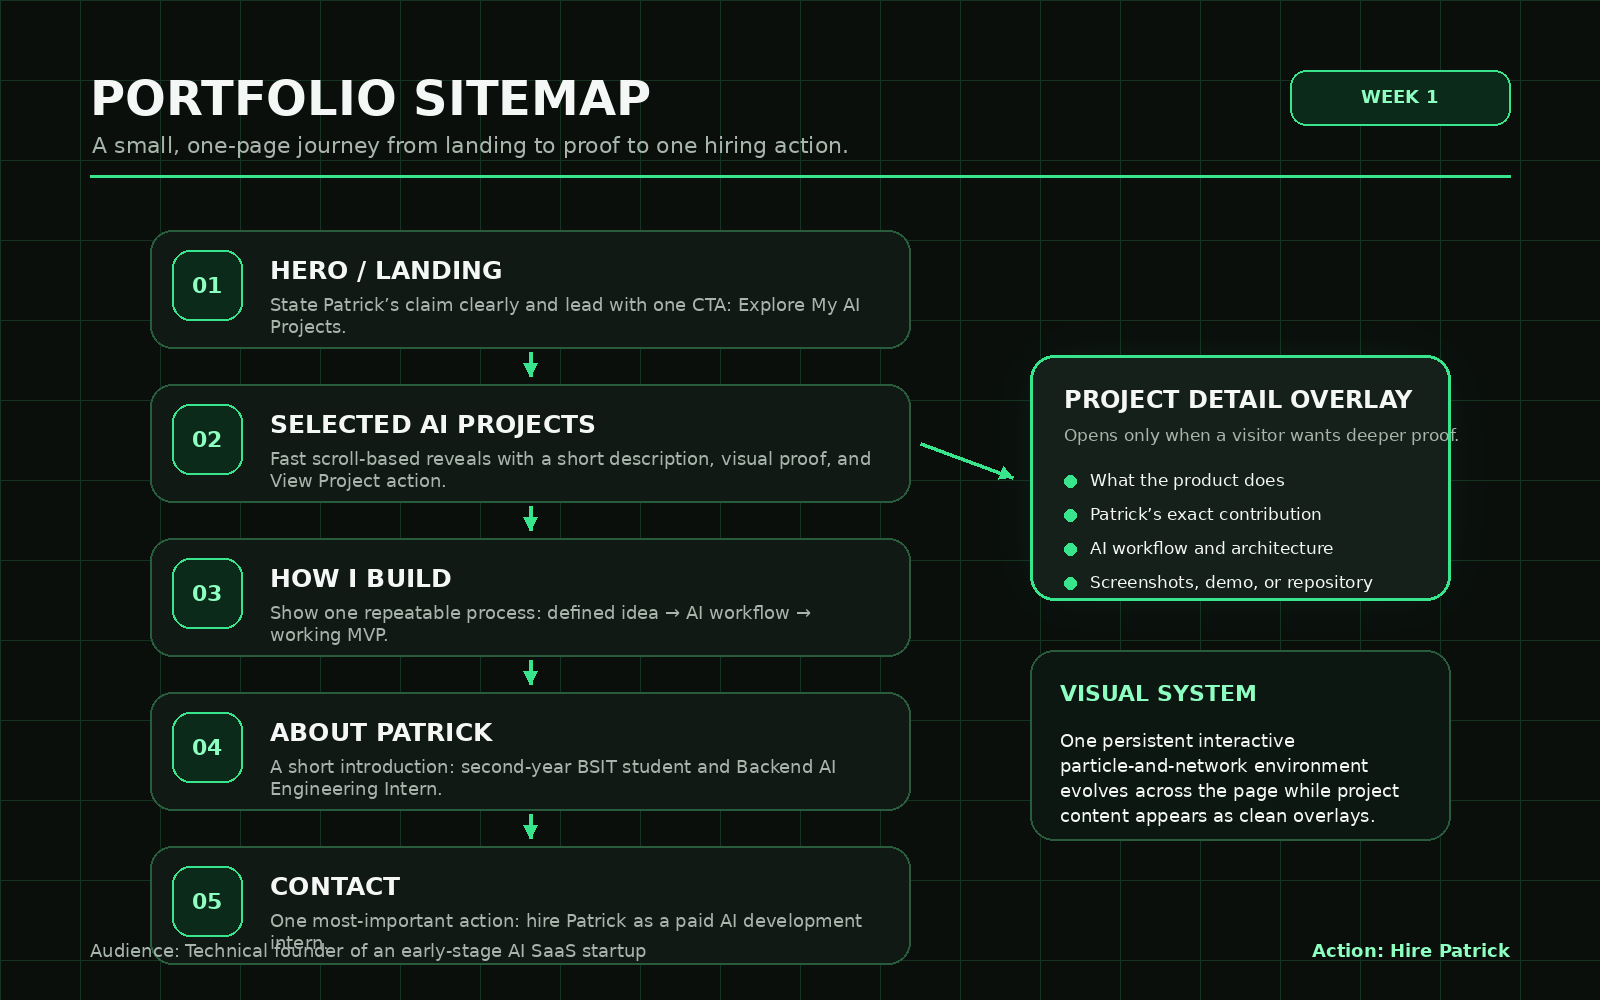 PORTFOLIO SITEMAP
WEEK 1
A small, one-page journey from landing to proof to one hiring action.
01
HERO / LANDING
State Patrick’s claim clearly and lead with one CTA: Explore My AI
Projects.
02
SELECTED AI PROJECTS
Fast scroll-based reveals with a short description, visual proof, and
View Project action.
03
HOW I BUILD
Show one repeatable process: defined idea → AI workflow →
working MVP.
04
ABOUT PATRICK
A short introduction: second-year BSIT student and Backend AI
Engineering Intern.
05
CONTACT
One most-important action: hire Patrick as a paid AI development
intern.
PROJECT DETAIL OVERLAY
Opens only when a visitor wants deeper proof.
What the product does
Patrick’s exact contribution
AI workflow and architecture
Screenshots, demo, or repository
VISUAL SYSTEM
One persistent interactive
particle-and-network environment
evolves across the page while project
content appears as clean overlays.
Audience: Technical founder of an early-stage AI SaaS startup
Action: Hire Patrick